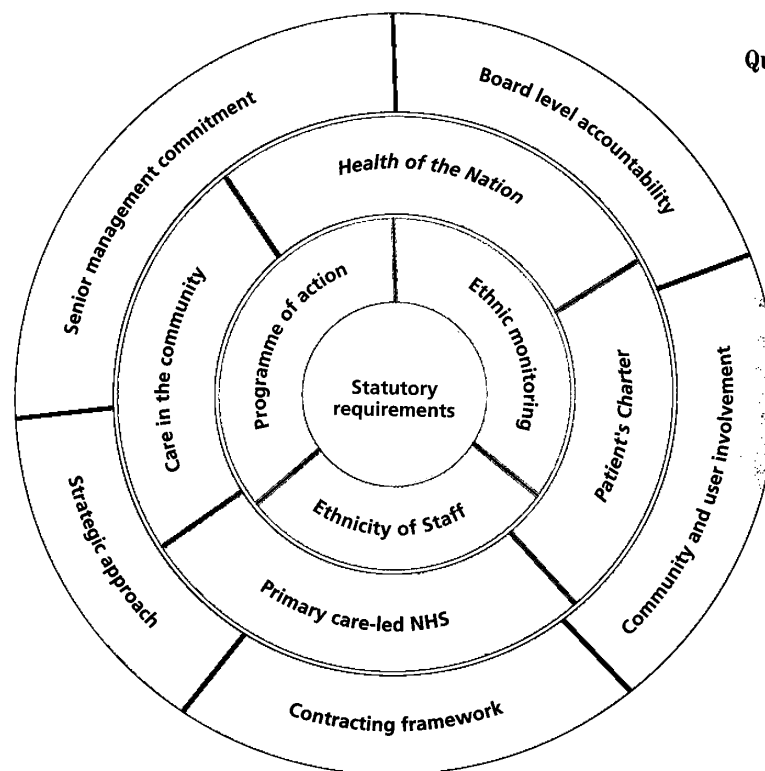 Qu
Board level accountability
Senior management commitment
Health of the Nation
Care in the community
Programme of action
Ethnic monitoring
Statutory
requirements
Patient's Charter
Community and user involvement
Ethnicity of Staff
Strategic approach
Primary care-led NHS
Contracting framework